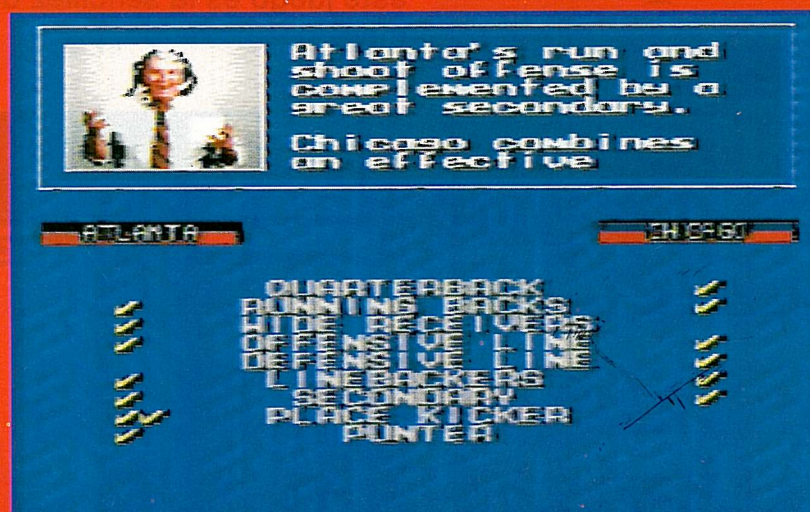 Atlanta's run and
shoot offense is
complemented by a
great secondary.
Chicago combines
an effective
ATLANTA
CHICAGO
QUARTERBACK
RUNNING BACKS
WIDE RECEIVERS
OFFENSIVE LINE
DEFENSIVE LINE
LINEBACKERS
SECONDARY
PLACE KICKER
PUNTER